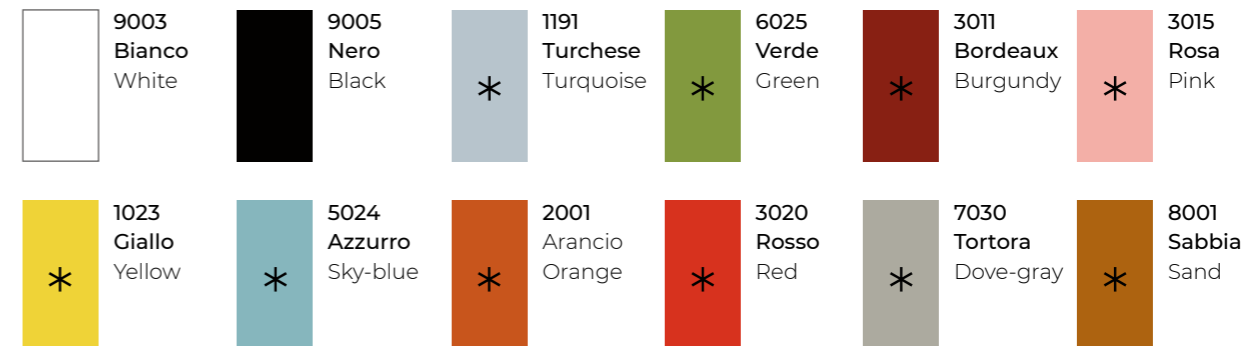 9003
Bianco
White
9005
Nero
Black
*
1191
Turchese
Turquoise
*
6025
Verde
Green
*
3011
Bordeaux
Burgundy
*
3015
Rosa
Pink
*
1023
Giallo
Yellow
*
5024
Azzurro
Sky-blue
*
2001
Arancio
Orange
*
3020
Rosso
Red
*
7030
Tortora
Dove-gray
*
8001
Sabbia
Sand